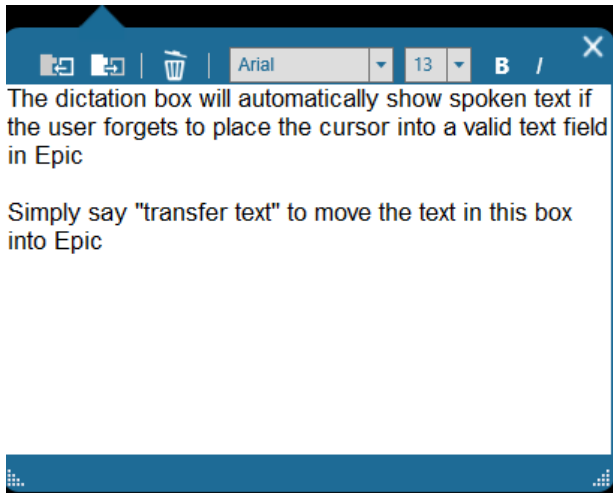 Arial 13 B I
The dictation box will automatically show spoken text if
the user forgets to place the cursor into a valid text field
in Epic
Simply say "transfer text" to move the text in this box
into Epic